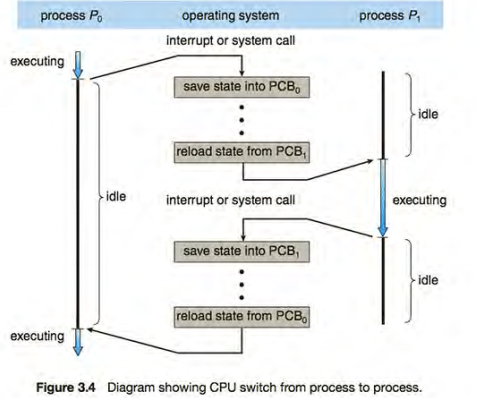 process P0 operating system process P1
interrupt or system call
executing
save state into PCB0
idle
reload state from PCB1
idle
interrupt or system call
executing
save state into PCB1
idle
reload state from PCB0
executing
Figure 3.4 Diagram showing CPU switch from process to process.